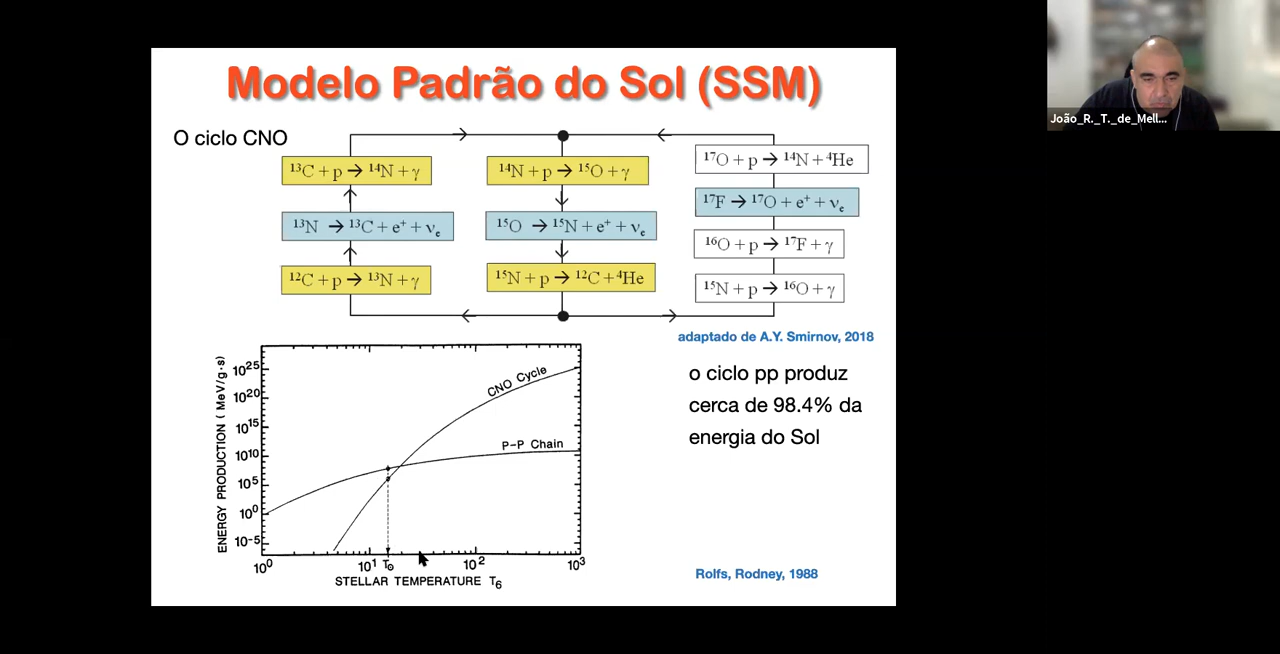 Modelo Padrão do Sol (SSM)
João_R._T._de_Mell...
O ciclo CNO
¹³C + p → ¹⁴N + γ
¹³N → ¹³C + e⁺ + νₑ
¹²C + p → ¹³N + γ
¹⁴N + p → ¹⁵O + γ
¹⁵O → ¹⁵N + e⁺ + νₑ
¹⁵N + p → ¹²C + ⁴He
¹⁷O + p → ¹⁴N + ⁴He
¹⁷F → ¹⁷O + e⁺ + νₑ
¹⁶O + p → ¹⁷F + γ
¹⁵N + p → ¹⁶O + γ
adaptado de A.Y. Smirnov, 2018
ENERGY PRODUCTION ( MeV/g·s)
10²⁵
10²⁰
10¹⁵
10¹⁰
10⁵
10⁰
10⁻⁵
CNO Cycle
P-P Chain
10⁰ 10¹ T⊙ 10² 10³
STELLAR TEMPERATURE T₆
o ciclo pp produz
cerca de 98.4% da
energia do Sol
Rolfs, Rodney, 1988